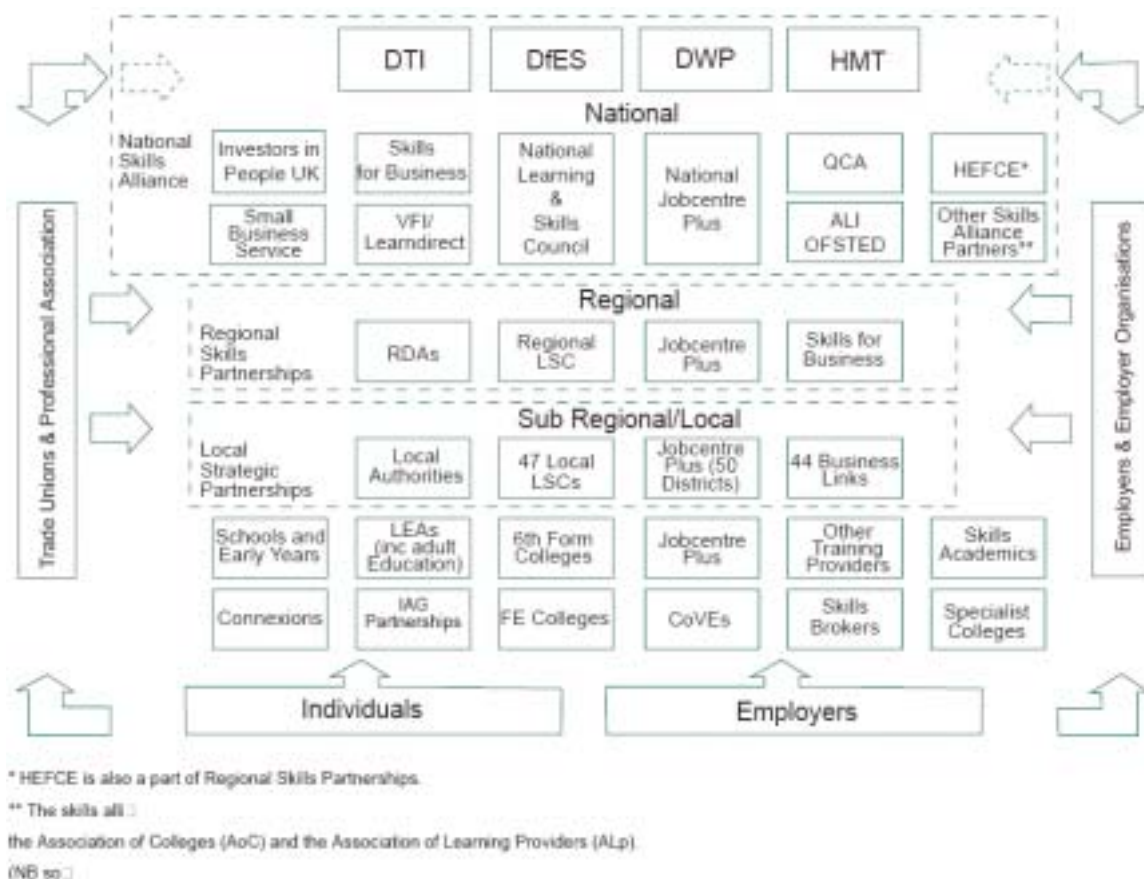 DTI
DfES
DWP
HMT
National
National
Skills
Alliance
Investors in
People UK
Skills
for Business
National
Learning
&
Skills
Council
National
Jobcentre
Plus
QCA
HEFCE*
Small
Business
Service
VFI/
Learndirect
ALI
OFSTED
Other Skills
Alliance
Partners**
Trade Unions & Professional Association
Employers & Employer Organisations
Regional
Regional
Skills
Partnerships
RDAs
Regional
LSC
Jobcentre
Plus
Skills for
Business
Sub Regional/Local
Local
Strategic
Partnerships
Local
Authorities
47 Local
LSCs
Jobcentre
Plus (50
Districts)
44 Business
Links
Schools and
Early Years
LEAs
(inc adult
Education)
6th Form
Colleges
Jobcentre
Plus
Other
Training
Providers
Skills
Academics
Connexions
IAG
Partnerships
FE Colleges
CoVEs
Skills
Brokers
Specialist
Colleges
Individuals
Employers
* HEFCE is also a part of Regional Skills Partnerships.
** The skills alli□
the Association of Colleges (AoC) and the Association of Learning Providers (ALp).
(NB so□